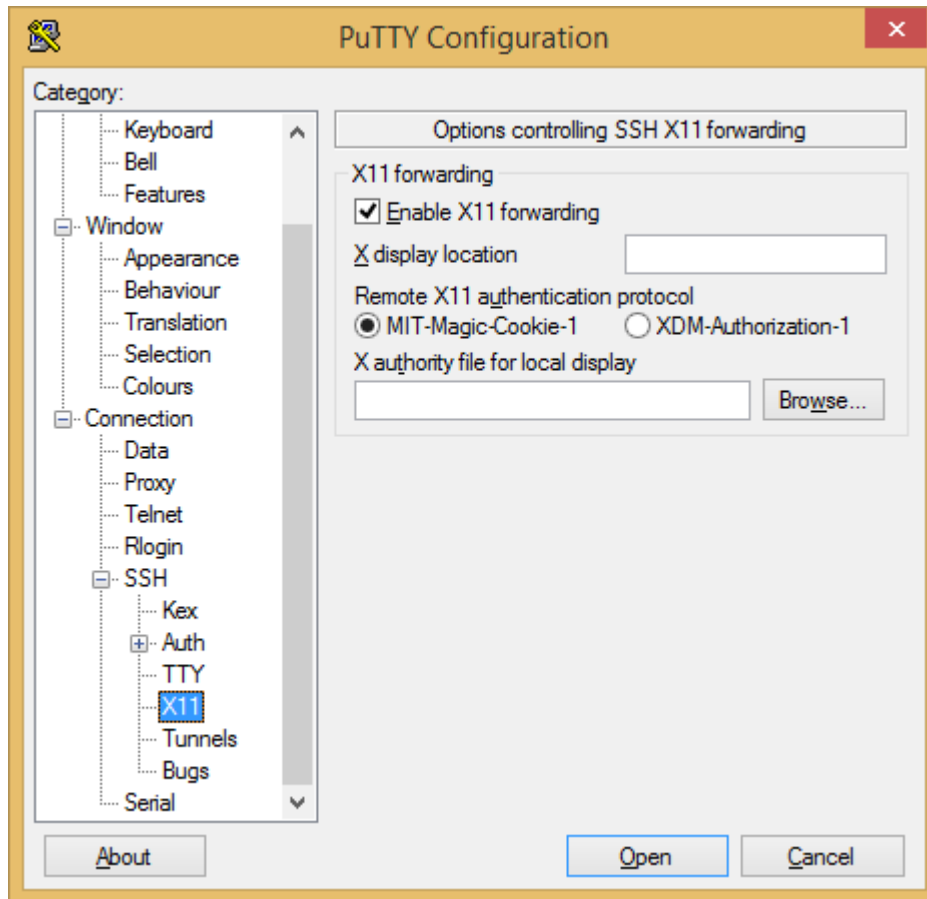 PuTTY Configuration
Category:
Keyboard
Bell
Features
Window
Appearance
Behaviour
Translation
Selection
Colours
Connection
Data
Proxy
Telnet
Rlogin
SSH
Kex
Auth
TTY
X11
Tunnels
Bugs
Serial
Options controlling SSH X11 forwarding
X11 forwarding
Enable X11 forwarding
X display location
Remote X11 authentication protocol
MIT-Magic-Cookie-1 XDM-Authorization-1
X authority file for local display
Browse...
About Open Cancel